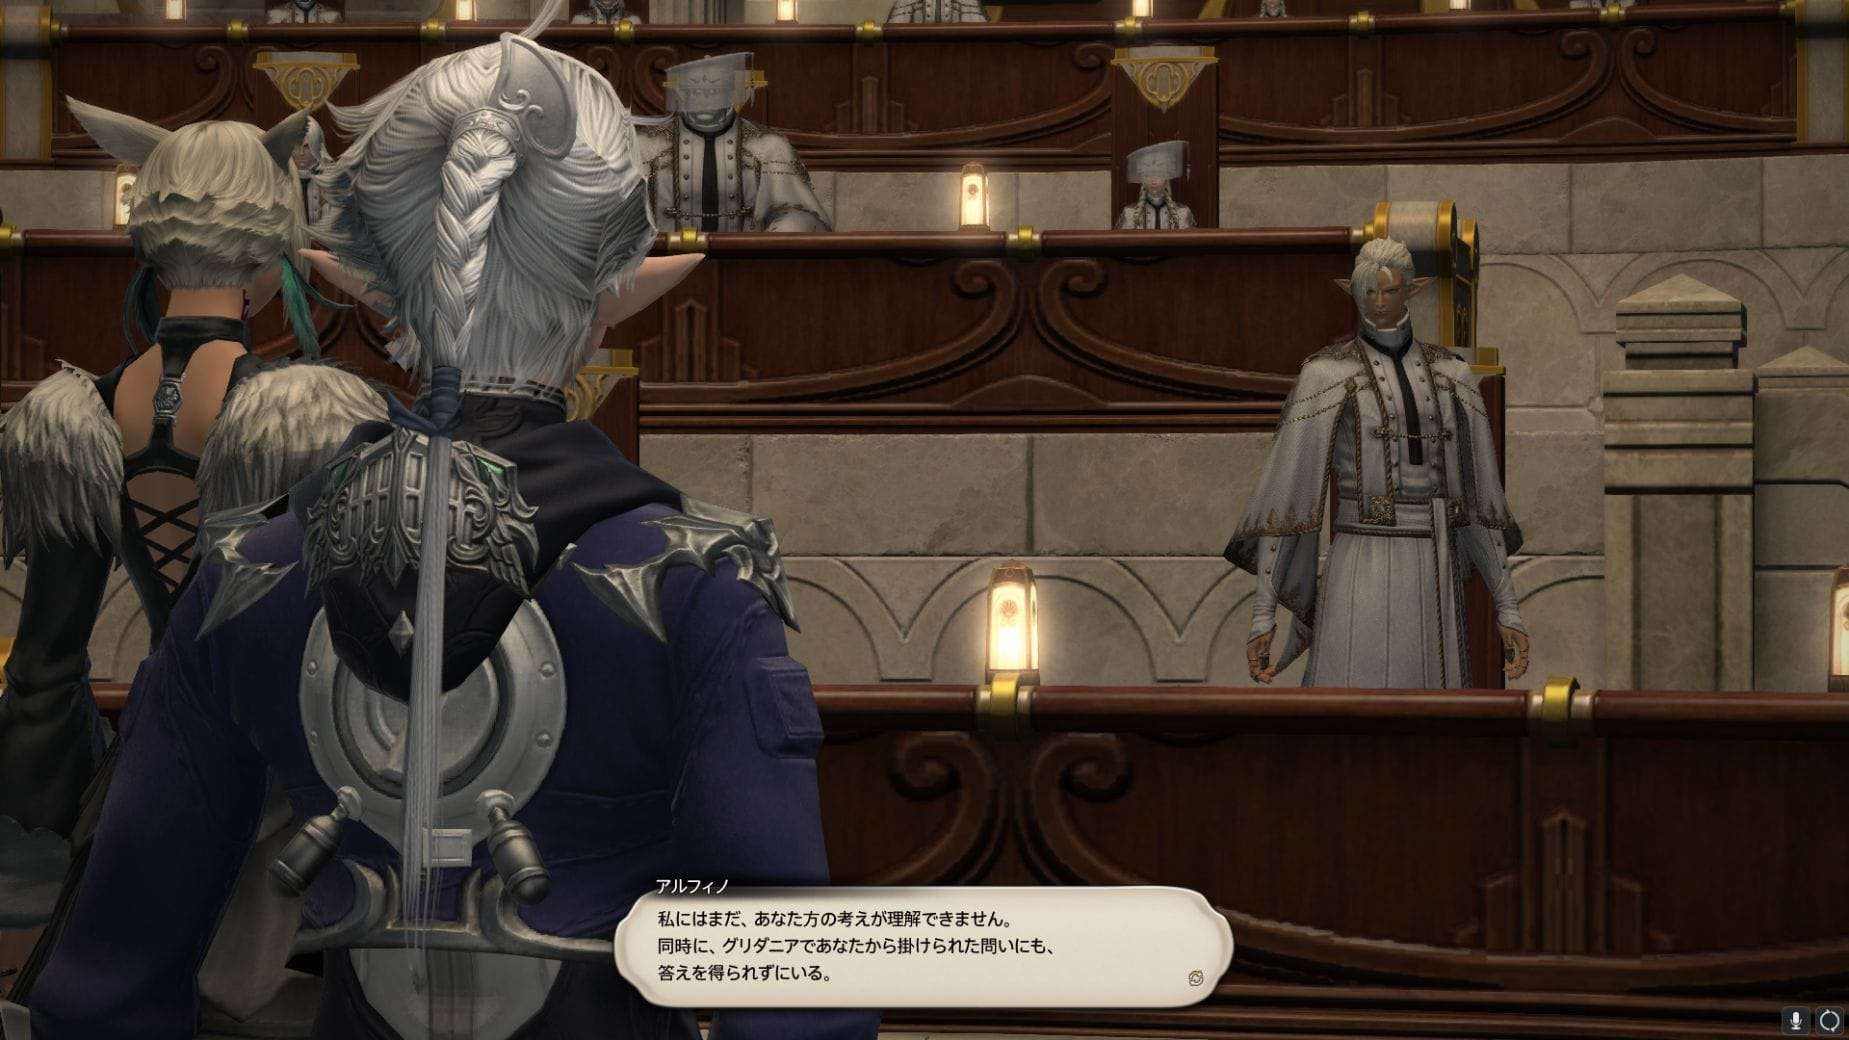 アルフィノ
私にはまだ、あなた方の考えが理解できません。
同時に、グリダニアであなたから掛けられた問いにも、
答えを得られずにいる。